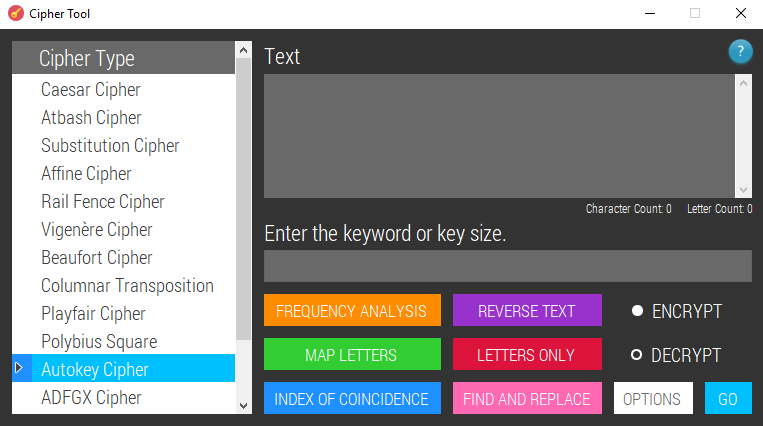 Cipher Tool
Cipher Type
Caesar Cipher
Atbash Cipher
Substitution Cipher
Affine Cipher
Rail Fence Cipher
Vigenère Cipher
Beaufort Cipher
Columnar Transposition
Playfair Cipher
Polybius Square
Autokey Cipher
ADFGX Cipher
Text
?
Character Count: 0 Letter Count: 0
Enter the keyword or key size.
FREQUENCY ANALYSIS REVERSE TEXT ENCRYPT
MAP LETTERS LETTERS ONLY DECRYPT
INDEX OF COINCIDENCE FIND AND REPLACE OPTIONS GO